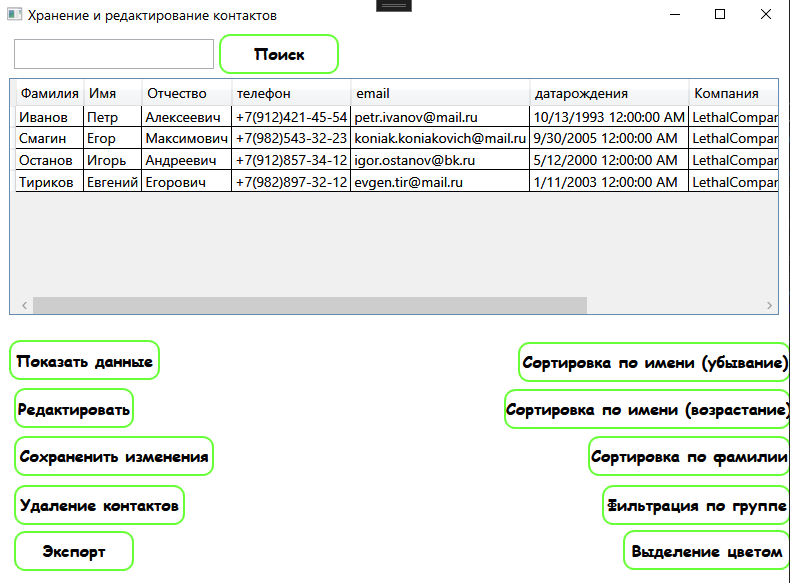 Хранение и редактирование контактов
Поиск
Фамилия Имя Отчество телефон email датарождения Компания
Иванов Петр Алексеевич +7(912)421-45-54 petr.ivanov@mail.ru 10/13/1993 12:00:00 AM LethalCompan
Смагин Егор Максимович +7(982)543-32-23 koniak.koniakovich@mail.ru 9/30/2005 12:00:00 AM LethalCompan
Останов Игорь Андреевич +7(912)857-34-12 igor.ostanov@bk.ru 5/12/2000 12:00:00 AM LethalCompan
Тириков Евгений Егорович +7(982)897-32-12 evgen.tir@mail.ru 1/11/2003 12:00:00 AM LethalCompan
Показать данные Сортировка по имени (убывание)
Редактировать Сортировка по имени (возрастание)
Сохраненить изменения Сортировка по фамилии
Удаление контактов Фильтрация по группе
Экспорт Выделение цветом